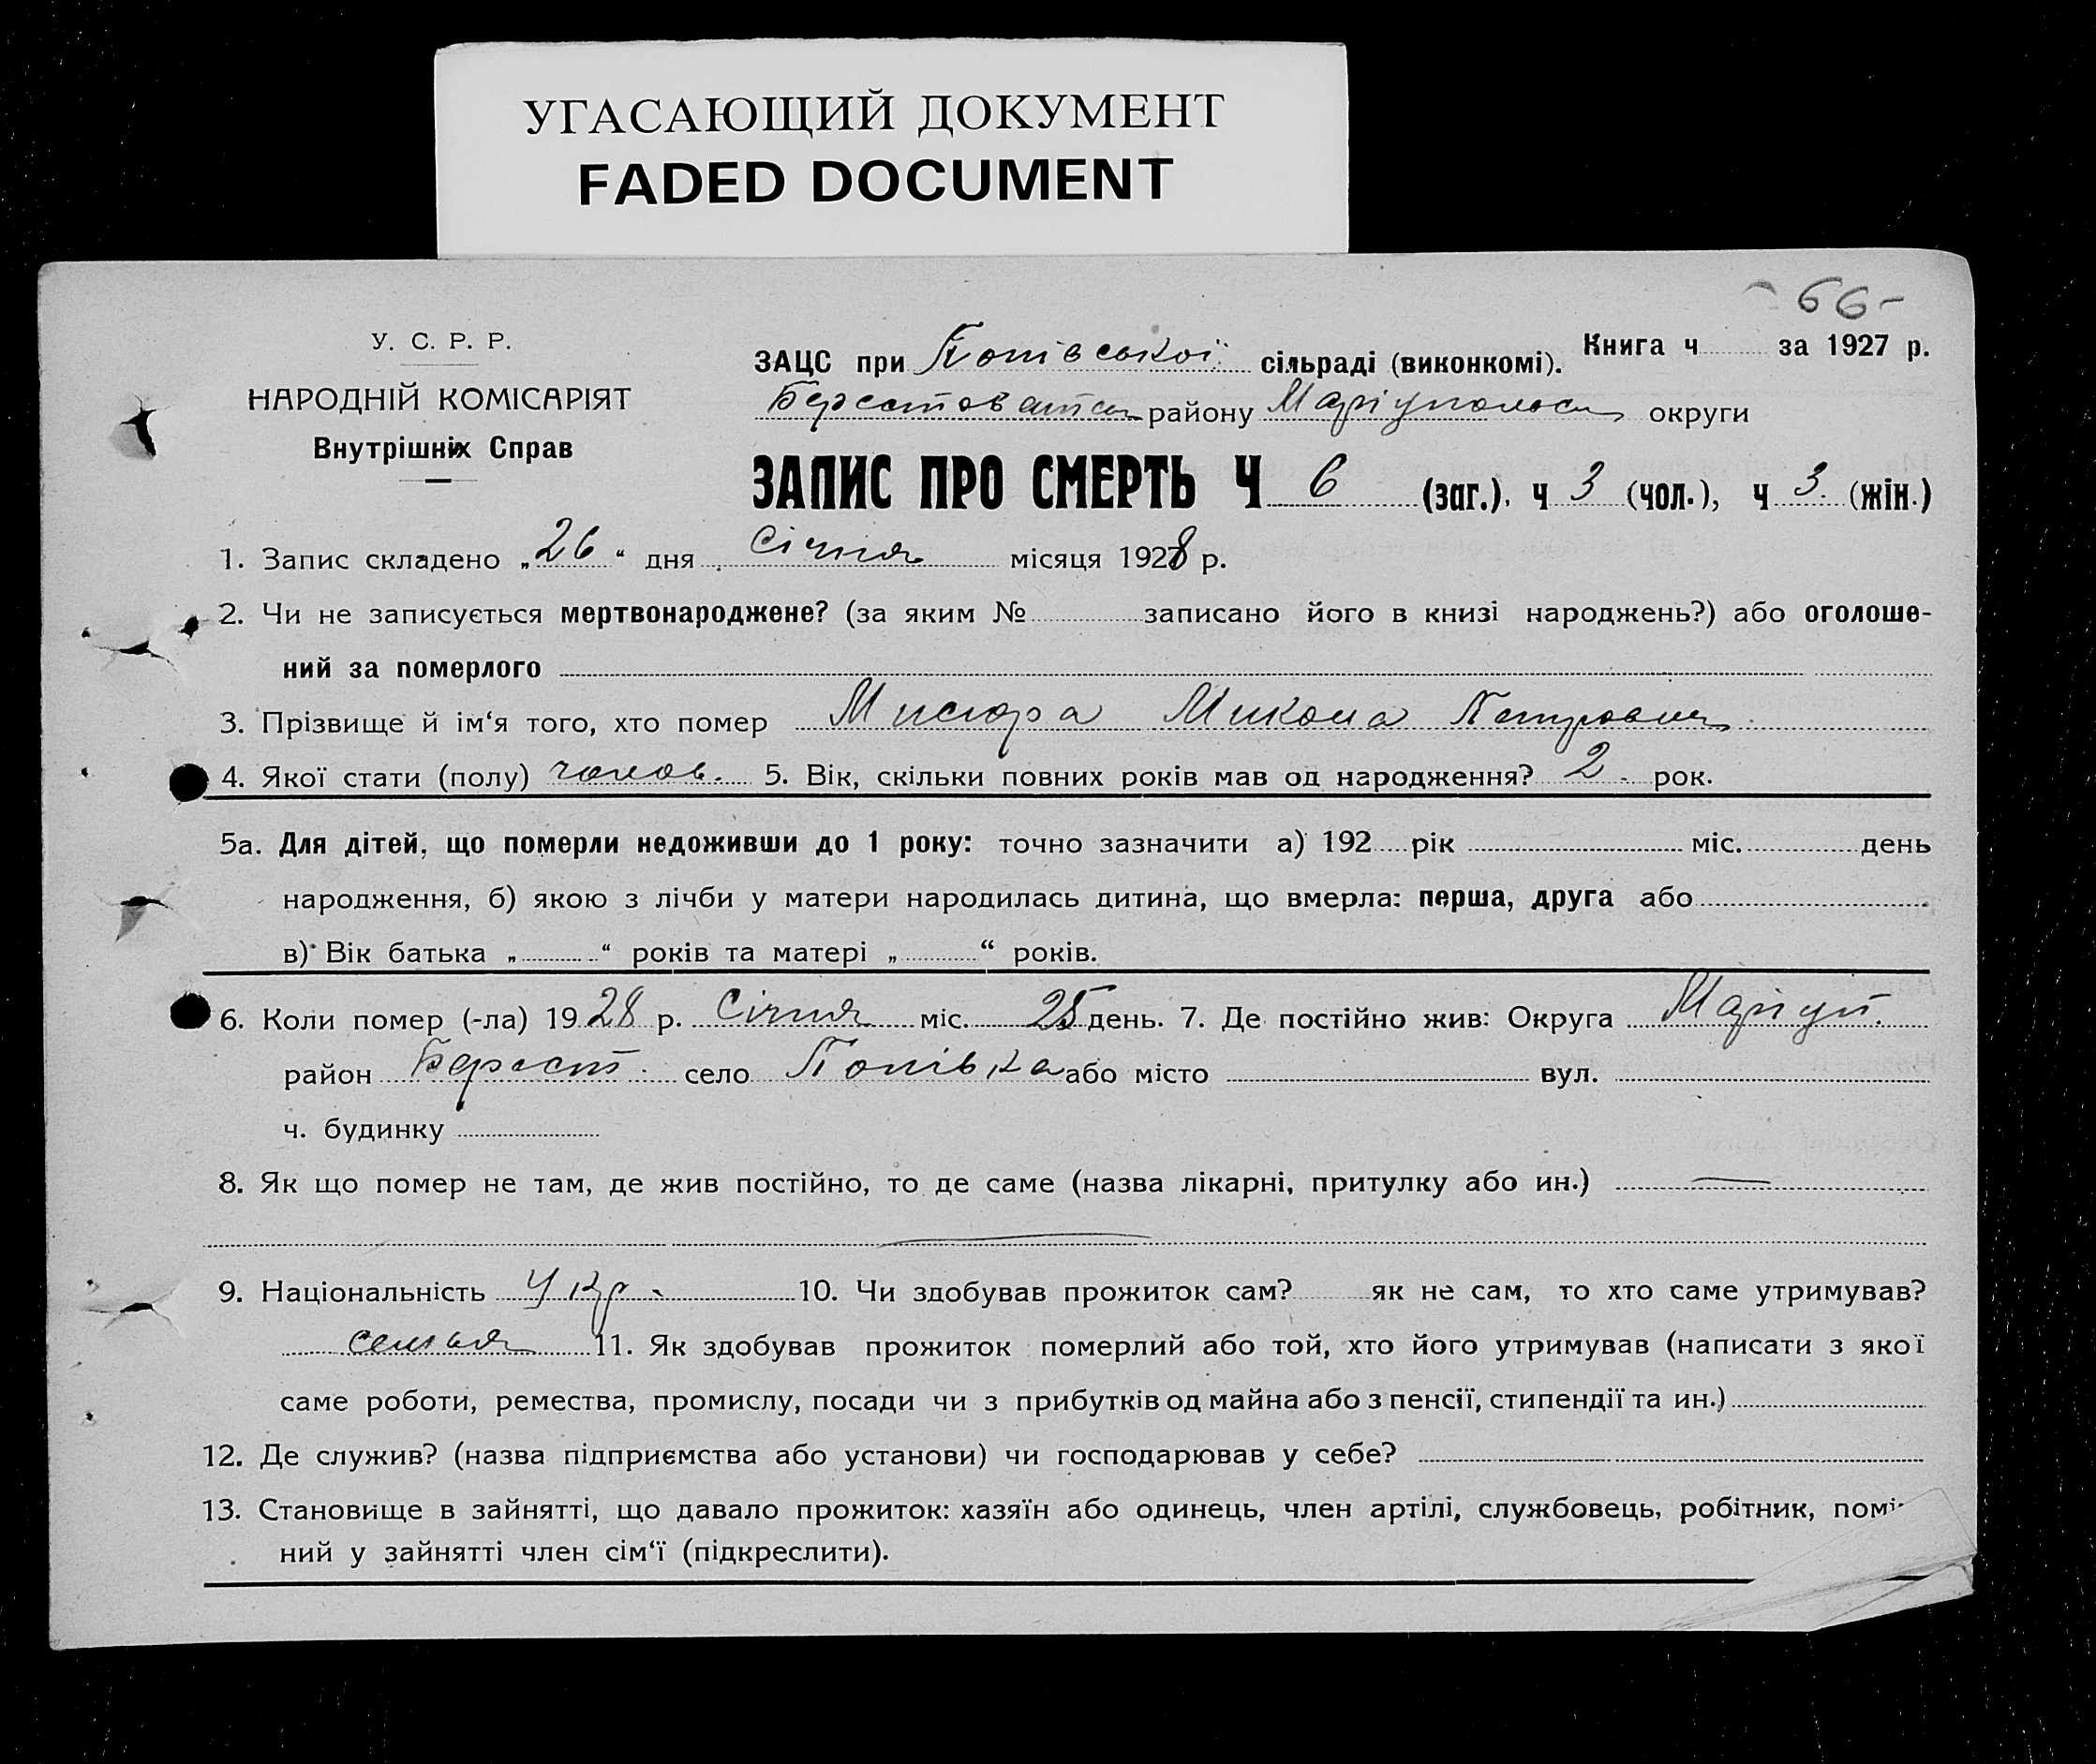 УГАСАЮЩИЙ ДОКУМЕНТ
FADED DOCUMENT
- 66 -
У. С. Р. Р.
НАРОДНІЙ КОМІСАРІЯТ
Внутрішніх Справ
Книга ч за 1927 р.
ЗАЦС при Попівської сільраді (виконкомі).
району округи
ЗАПИС ПРО СМЕРТЬ Ч 6 (заг.), ч 3 (чол.), ч 3. (жін.)
1. Запис складено „26“ дня Січня місяця 1928 р.
2. Чи не записується мертвонароджене? (за яким № записано його в книзі народжень?) або оголоше-
ний за померлого
3. Прізвище й ім‘я того, хто помер Мисюра Микола Петрович
4. Якої стати (полу) чолов. 5. Вік, скільки повних років мав од народження? 2. рок.
5а. Для дітей, що померли недоживши до 1 року: точно зазначити а) 192 рік міс. день
народження, б) якою з лічби у матери народилась дитина, що вмерла: перша, друга або
в) Вік батька „ “ років та матері „ “ років.
6. Коли помер (-ла) 1928 р. Січня міс. 25 день. 7. Де постійно жив: Округа Маріуп.
район Берест. село Попівка або місто вул.
ч. будинку
8. Як що помер не там, де жив постійно, то де саме (назва лікарні, притулку або ин.) —
9. Національність Укр. 10. Чи здобував прожиток сам? як не сам, то хто саме утримував?
семья 11. Як здобував прожиток померлий або той, хто його утримував (написати з якої
саме роботи, ремества, промислу, посади чи з прибутків од майна або з пенсії, стипендії та ин.)
12. Де служив? (назва підприємства або установи) чи господарював у себе?
13. Становище в зайнятті, що давало прожиток: хазяїн або одинець, член артілі, службовець, робітник, помі
ний у зайнятті член сім‘ї (підкреслити).